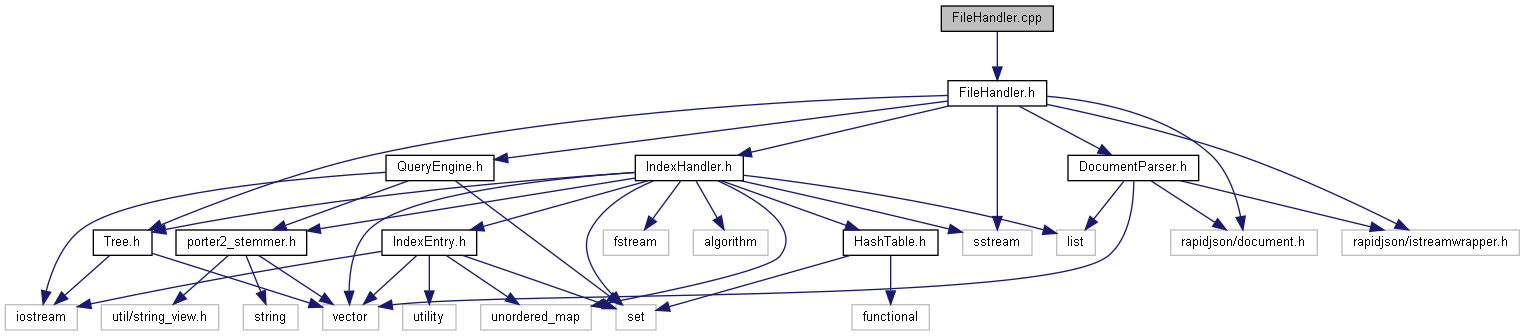 FileHandler.cpp
FileHandler.h
QueryEngine.h
IndexHandler.h
DocumentParser.h
Tree.h
porter2_stemmer.h
IndexEntry.h
fstream
algorithm
HashTable.h
sstream
list
rapidjson/document.h
rapidjson/istreamwrapper.h
iostream
util/string_view.h
string
vector
utility
unordered_map
set
functional